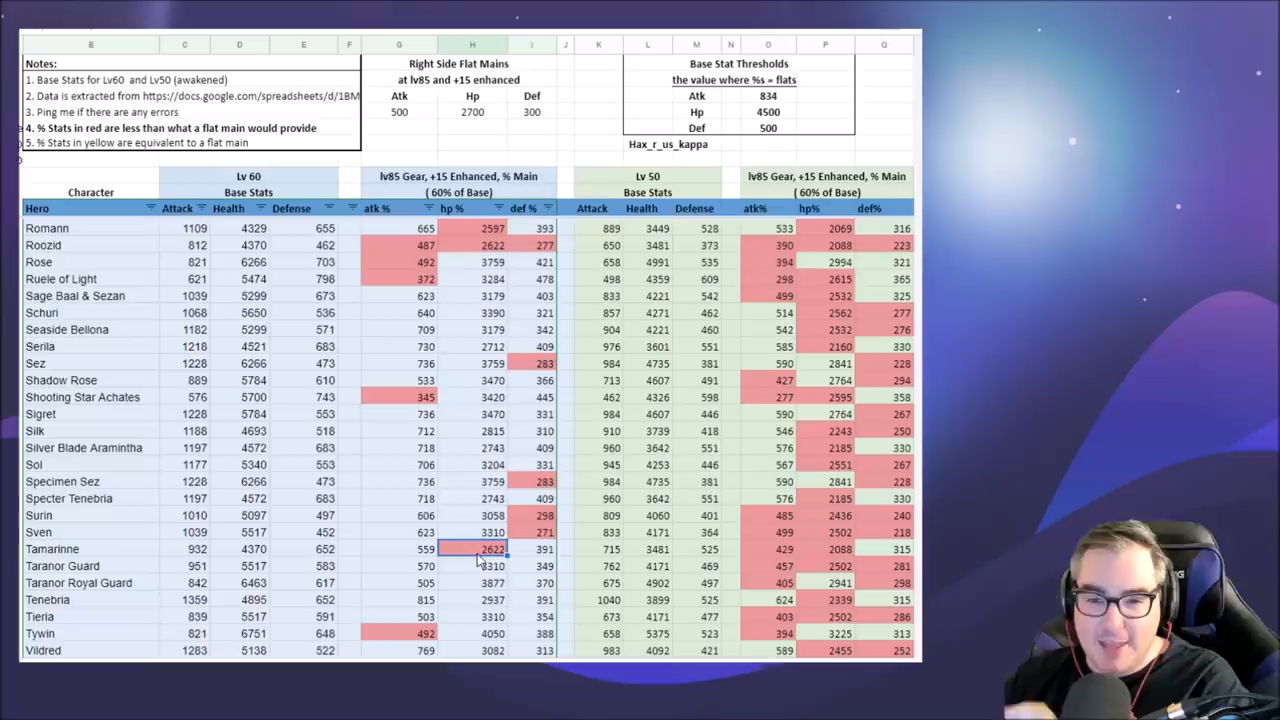 B C D E F G H I J K L M N O P Q
Notes: Right Side Flat Mains Base Stat Thresholds
1. Base Stats for Lv60 and Lv50 (awakened) at lv85 and +15 enhanced the value where %s = flats
2. Data is extracted from https://docs.google.com/spreadsheets/d/1BM Atk Hp Def Atk 834
3. Ping me if there are any errors 500 2700 300 Hp 4500
4. % Stats in red are less than what a flat main would provide Def 500
5. % Stats in yellow are equivalent to a flat main Hax_r_us_kappa
Lv 60 lv85 Gear, +15 Enhanced, % Main Lv 50 lv85 Gear, +15 Enhanced, % Main
Character Base Stats ( 60% of Base) Base Stats ( 60% of Base)
Hero Attack Health Defense atk % hp % def % Attack Health Defense atk% hp% def%
Romann 1109 4329 655 665 2597 393 889 3449 528 533 2069 316
Roozid 812 4370 462 487 2622 277 650 3481 373 390 2088 223
Rose 821 6266 703 492 3759 421 658 4991 535 394 2994 321
Ruele of Light 621 5474 798 372 3284 478 498 4359 609 298 2615 365
Sage Baal & Sezan 1039 5299 673 623 3179 403 833 4221 542 499 2532 325
Schuri 1068 5650 536 640 3390 321 857 4271 462 514 2562 277
Seaside Bellona 1182 5299 571 709 3179 342 904 4221 460 542 2532 276
Serila 1218 4521 683 730 2712 409 976 3601 551 585 2160 330
Sez 1228 6266 473 736 3759 283 984 4735 381 590 2841 228
Shadow Rose 889 5784 610 533 3470 366 713 4607 491 427 2764 294
Shooting Star Achates 576 5700 743 345 3420 445 462 4326 598 277 2595 358
Sigret 1228 5784 553 736 3470 331 984 4607 446 590 2764 267
Silk 1188 4693 518 712 2815 310 910 3739 418 546 2243 250
Silver Blade Aramintha 1197 4572 683 718 2743 409 960 3642 551 576 2185 330
Sol 1177 5340 553 706 3204 331 945 4253 446 567 2551 267
Specimen Sez 1228 6266 473 736 3759 283 984 4735 381 590 2841 228
Specter Tenebria 1197 4572 683 718 2743 409 960 3642 551 576 2185 330
Surin 1010 5097 497 606 3058 298 809 4060 401 485 2436 240
Sven 1039 5517 452 623 3310 271 833 4171 364 499 2502 218
Tamarinne 932 4370 652 559 2622 391 715 3481 525 429 2088 315
Taranor Guard 951 5517 583 570 3310 349 762 4171 469 457 2502 281
Taranor Royal Guard 842 6463 617 505 3877 370 675 4902 497 405 2941 298
Tenebria 1359 4895 652 815 2937 391 1040 3899 525 624 2339 315
Tieria 839 5517 591 503 3310 354 673 4171 477 403 2502 286
Tywin 821 6751 648 492 4050 388 658 5375 523 394 3225 313
Vildred 1283 5138 522 769 3082 313 983 4092 421 589 2455 252